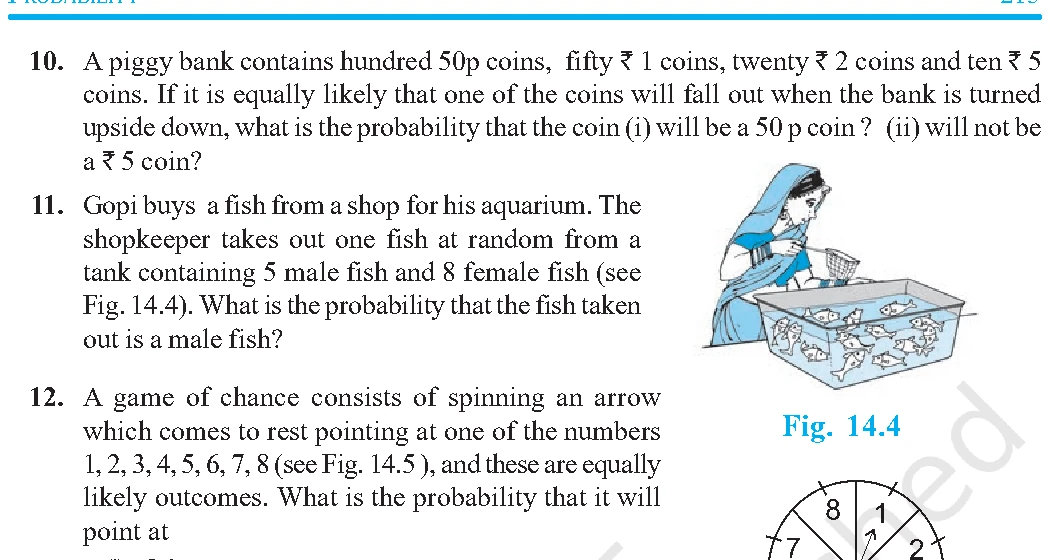 10. A piggy bank contains hundred 50p coins, fifty ₹ 1 coins, twenty ₹ 2 coins and ten ₹ 5
coins. If it is equally likely that one of the coins will fall out when the bank is turned
upside down, what is the probability that the coin (i) will be a 50 p coin ? (ii) will not be
a ₹ 5 coin?
11. Gopi buys a fish from a shop for his aquarium. The
shopkeeper takes out one fish at random from a
tank containing 5 male fish and 8 female fish (see
Fig. 14.4). What is the probability that the fish taken
out is a male fish?
Fig. 14.4
12. A game of chance consists of spinning an arrow
which comes to rest pointing at one of the numbers
1, 2, 3, 4, 5, 6, 7, 8 (see Fig. 14.5 ), and these are equally
likely outcomes. What is the probability that it will
point at
8 1
7 2
hed